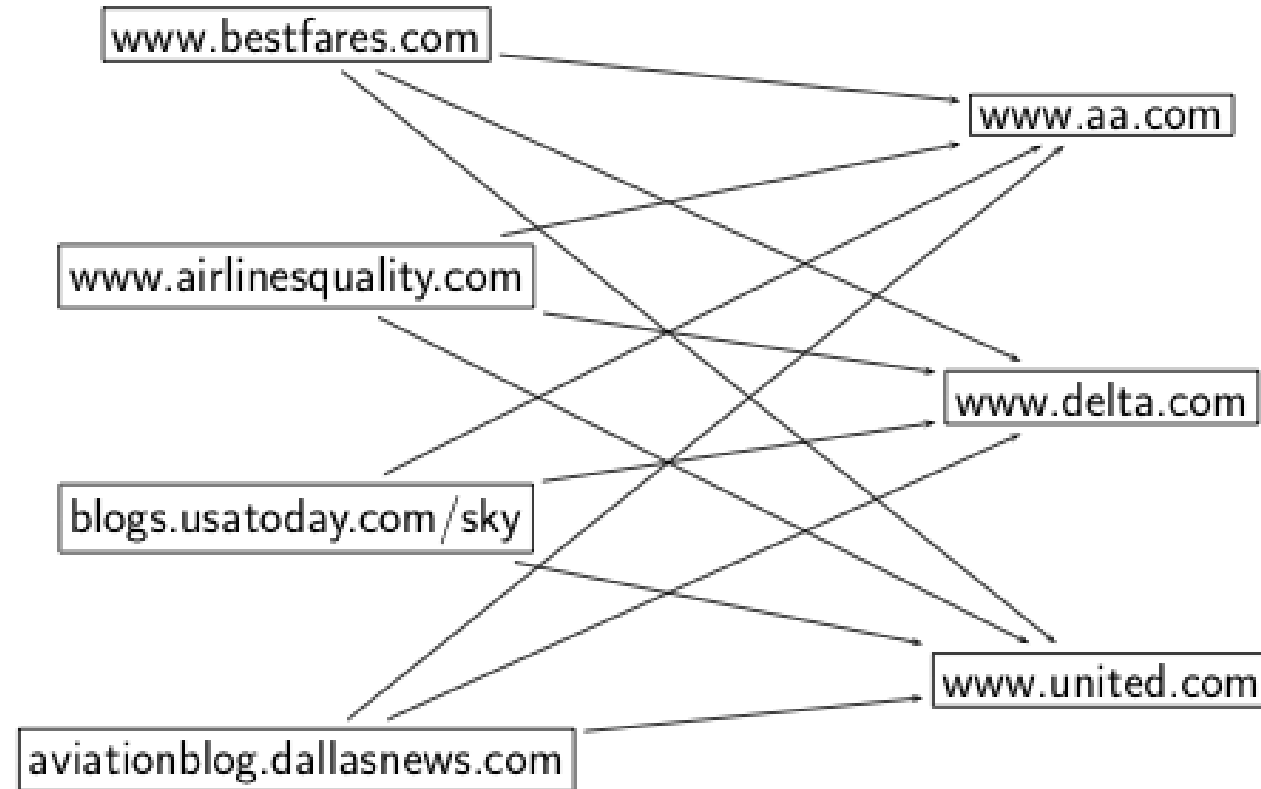 www.bestfares.com
www.aa.com
www.airlinesquality.com
www.delta.com
blogs.usatoday.com/sky
www.united.com
aviationblog.dallasnews.com